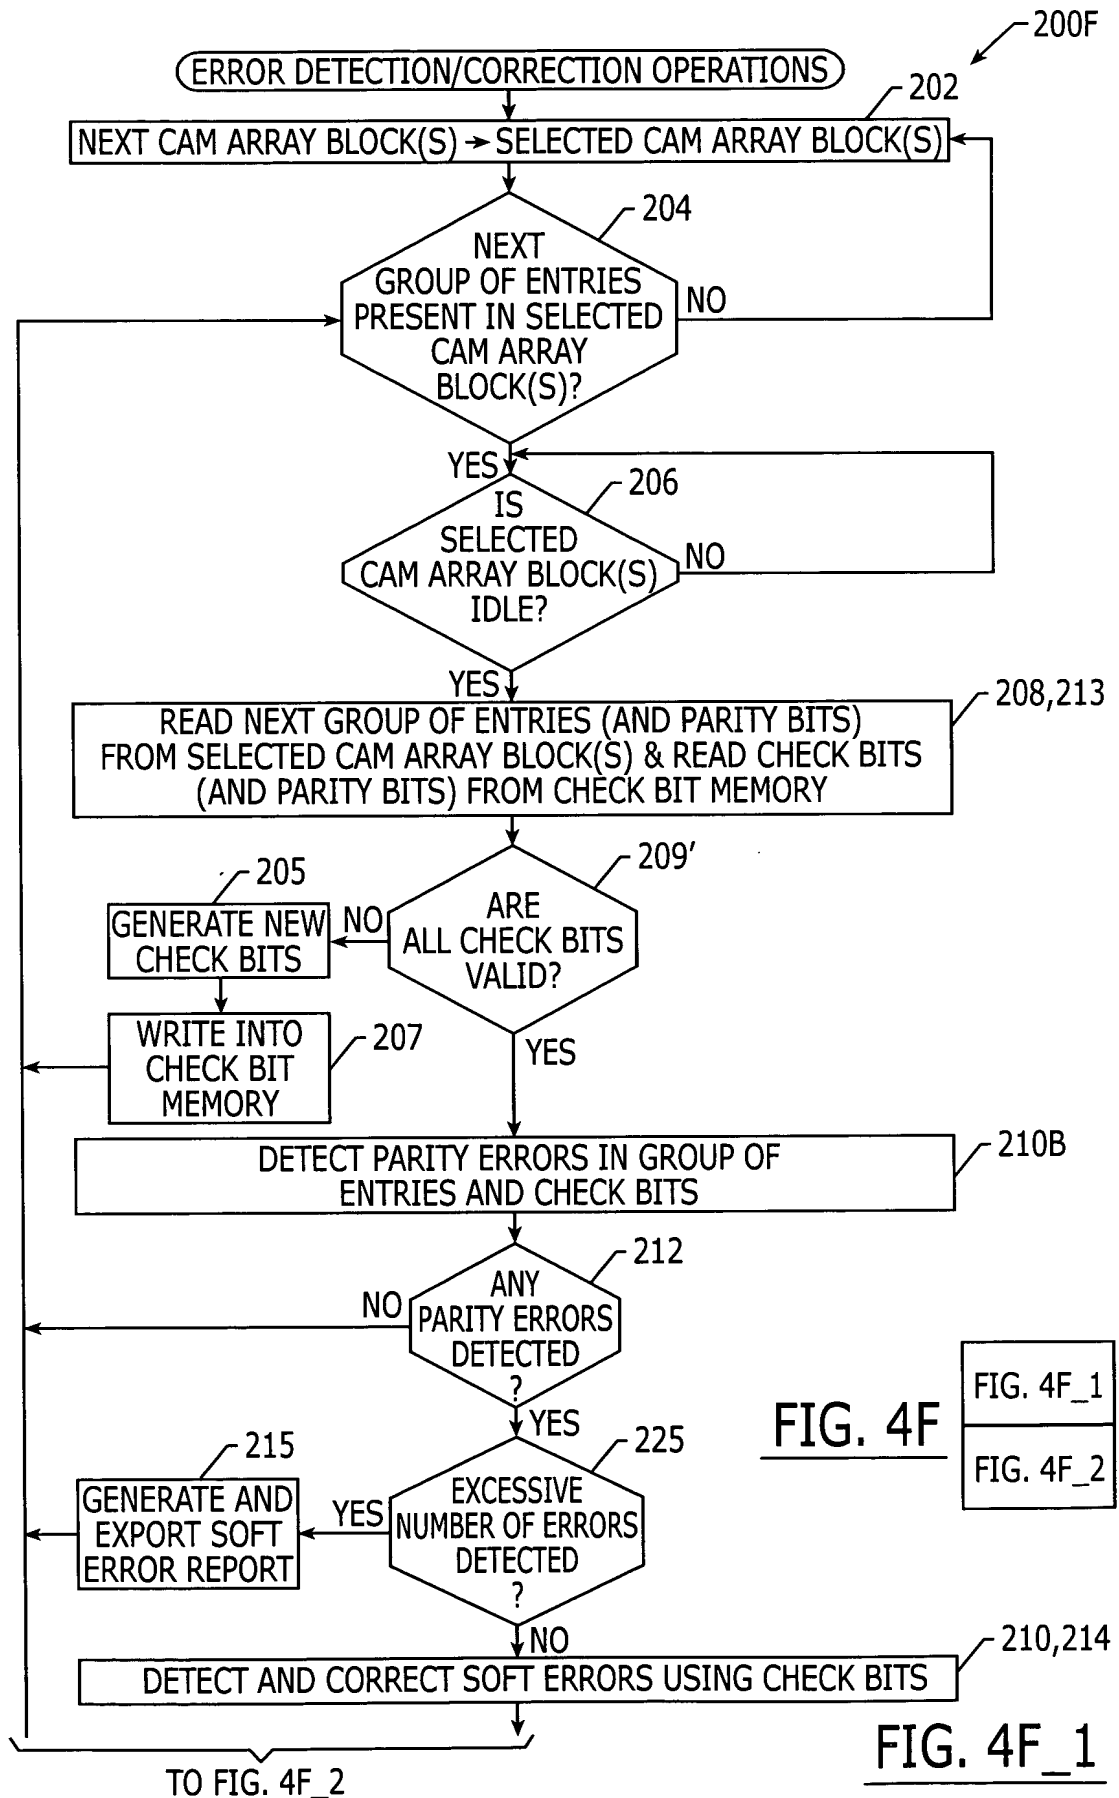 200F
ERROR DETECTION/CORRECTION OPERATIONS
202
NEXT CAM ARRAY BLOCK(S) → SELECTED CAM ARRAY BLOCK(S)
204
NEXT
GROUP OF ENTRIES
PRESENT IN SELECTED
CAM ARRAY
BLOCK(S)?
NO
YES
206
IS
SELECTED
CAM ARRAY BLOCK(S)
IDLE?
NO
YES
208,213
READ NEXT GROUP OF ENTRIES (AND PARITY BITS)
FROM SELECTED CAM ARRAY BLOCK(S) & READ CHECK BITS
(AND PARITY BITS) FROM CHECK BIT MEMORY
209'
ARE
ALL CHECK BITS
VALID?
NO
205
GENERATE NEW
CHECK BITS
WRITE INTO
CHECK BIT
MEMORY
207
YES
210B
DETECT PARITY ERRORS IN GROUP OF
ENTRIES AND CHECK BITS
212
ANY
PARITY ERRORS
DETECTED
?
NO
YES
225
EXCESSIVE
NUMBER OF ERRORS
DETECTED
?
YES
215
GENERATE AND
EXPORT SOFT
ERROR REPORT
NO
210,214
DETECT AND CORRECT SOFT ERRORS USING CHECK BITS
TO FIG. 4F_2
FIG. 4F
FIG. 4F_1
FIG. 4F_2
FIG. 4F_1